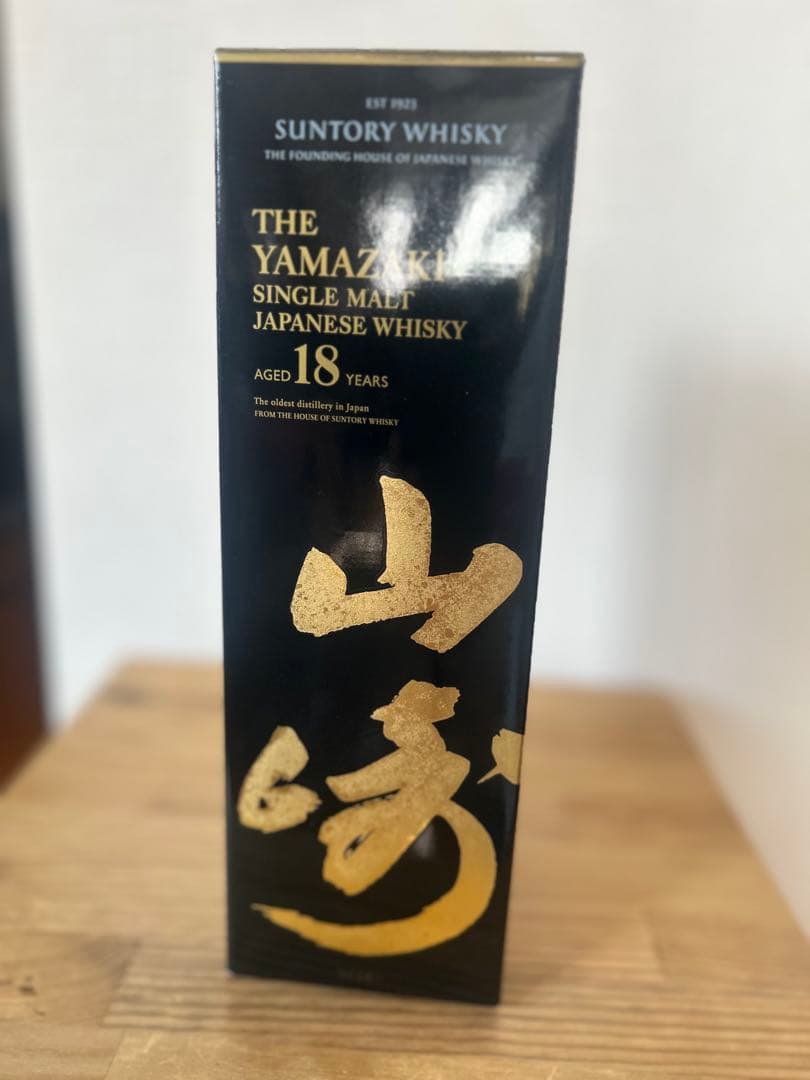 EST 1923
SUNTORY WHISKY
THE FOUNDING HOUSE OF JAPANESE WHISKY
THE
YAMAZAKI
SINGLE MALT
JAPANESE WHISKY
AGED 18 YEARS
The oldest distillery in Japan
FROM THE HOUSE OF SUNTORY WHISKY
山
崎